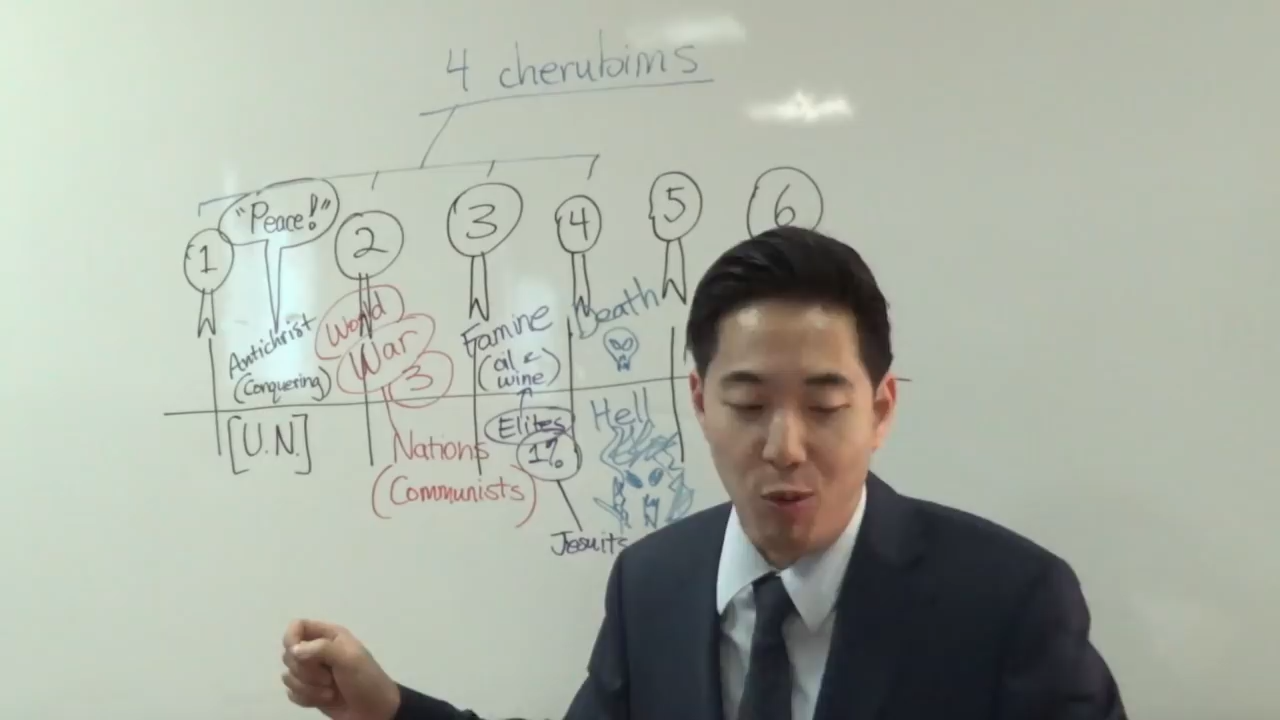 4 cherubims
1
"Peace!"
2
3
4
5
6
Antichrist
(Conquering)
World
War
3
Famine
(oil &
wine)
Death
[U.N.]
Nations
(Communists)
Elites
1%
Jesuits
Hell